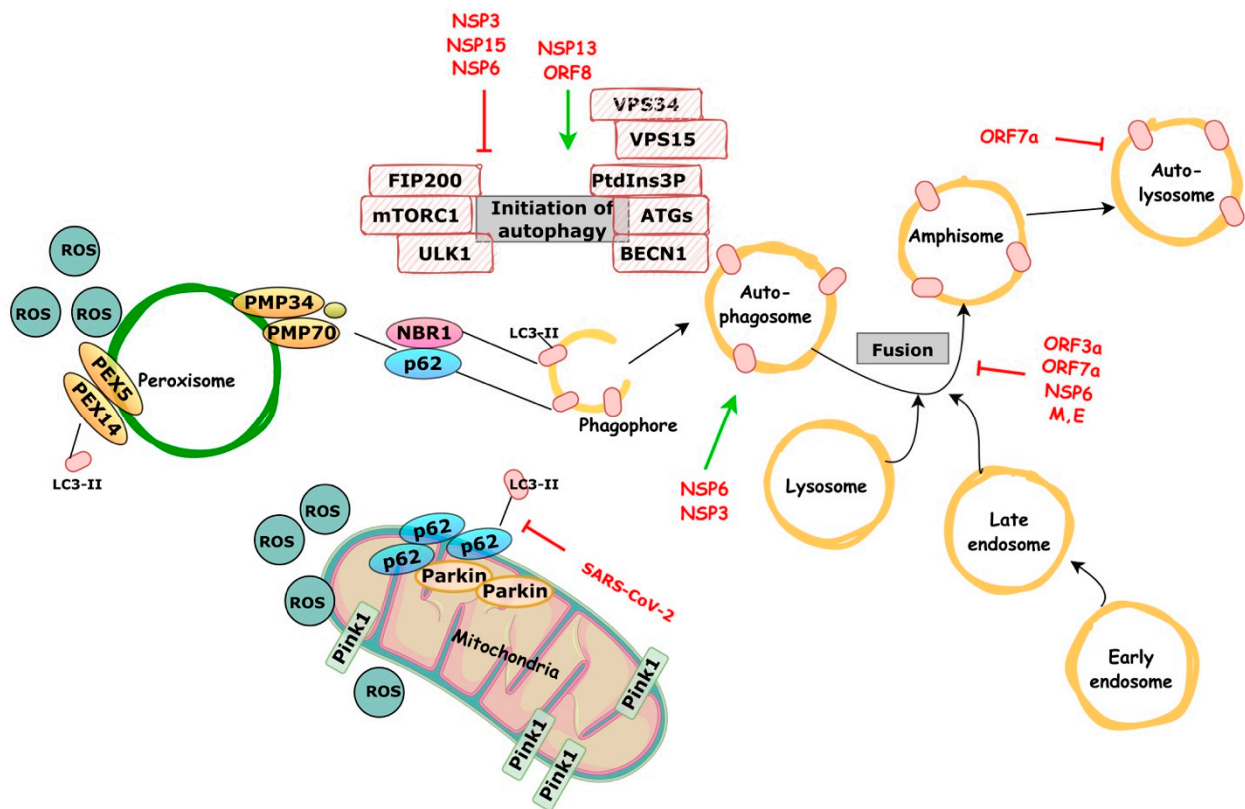 NSP3
NSP15
NSP6
NSP13
ORF8
VPS34
VPS15
FIP200
PtdIns3P
mTORC1
Initiation of
autophagy
ATGs
ULK1
BECN1
ORF7a
Auto-
lysosome
Amphisome
ROS
ROS
ROS
PMP34
PMP70
Peroxisome
PEX5
PEX14
LC3-II
NBR1
p62
LC3-II
Phagophore
Auto-
phagosome
Fusion
ORF3a
ORF7a
NSP6
M,E
NSP6
NSP3
Lysosome
Late
endosome
Early
endosome
LC3-II
ROS
ROS
ROS
ROS
p62
p62
p62
Parkin
Parkin
SARS-CoV-2
Mitochondria
Pink1
Pink1
Pink1
Pink1